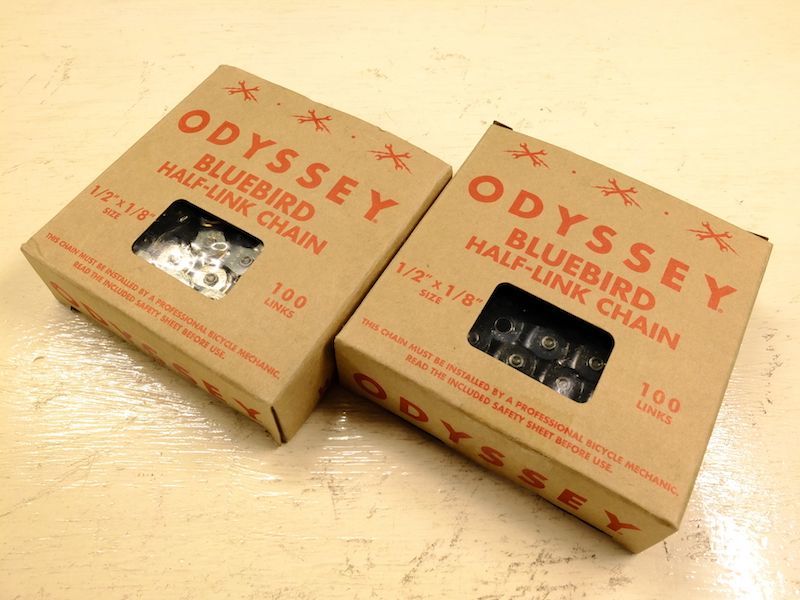 ODYSSEY
BLUEBIRD
HALF-LINK CHAIN
1/2" x 1/8"
SIZE
100
LINKS
THIS CHAIN MUST BE INSTALLED BY A PROFESSIONAL BICYCLE MECHANIC.
READ THE INCLUDED SAFETY SHEET BEFORE USE.
ODYSSEY
ODYSSEY
BLUEBIRD
HALF-LINK CHAIN
1/2" x 1/8"
SIZE
100
LINKS
THIS CHAIN MUST BE INSTALLED BY A PROFESSIONAL BICYCLE MECHANIC.
READ THE INCLUDED SAFETY SHEET BEFORE USE.
ODYSSEY